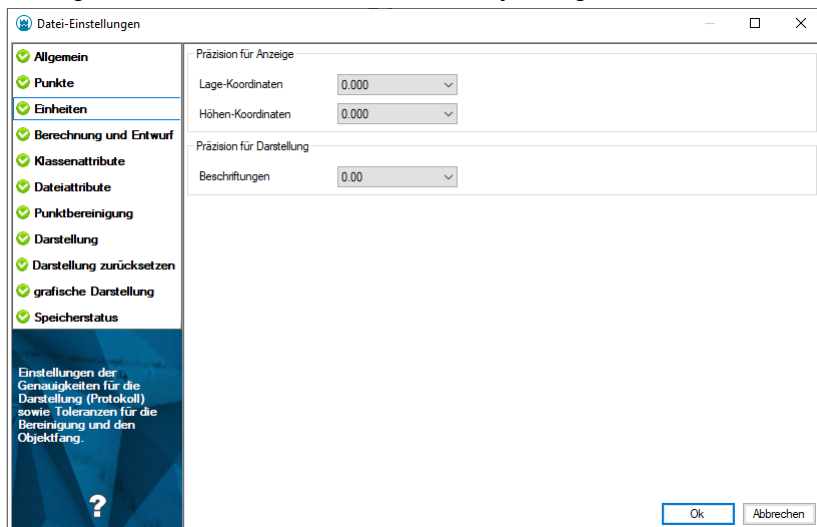 Datei-Einstellungen
Allgemein
Punkte
Einheiten
Berechnung und Entwurf
Klassenattribute
Dateiattribute
Punktbereinigung
Darstellung
Darstellung zurücksetzen
grafische Darstellung
Speicherstatus
Einstellungen der
Genauigkeiten für die
Darstellung (Protokoll)
sowie Toleranzen für die
Bereinigung und den
Objektfang.
?
Präzision für Anzeige
Lage-Koordinaten 0.000
Höhen-Koordinaten 0.000
Präzision für Darstellung
Beschriftungen 0.00
Ok Abbrechen